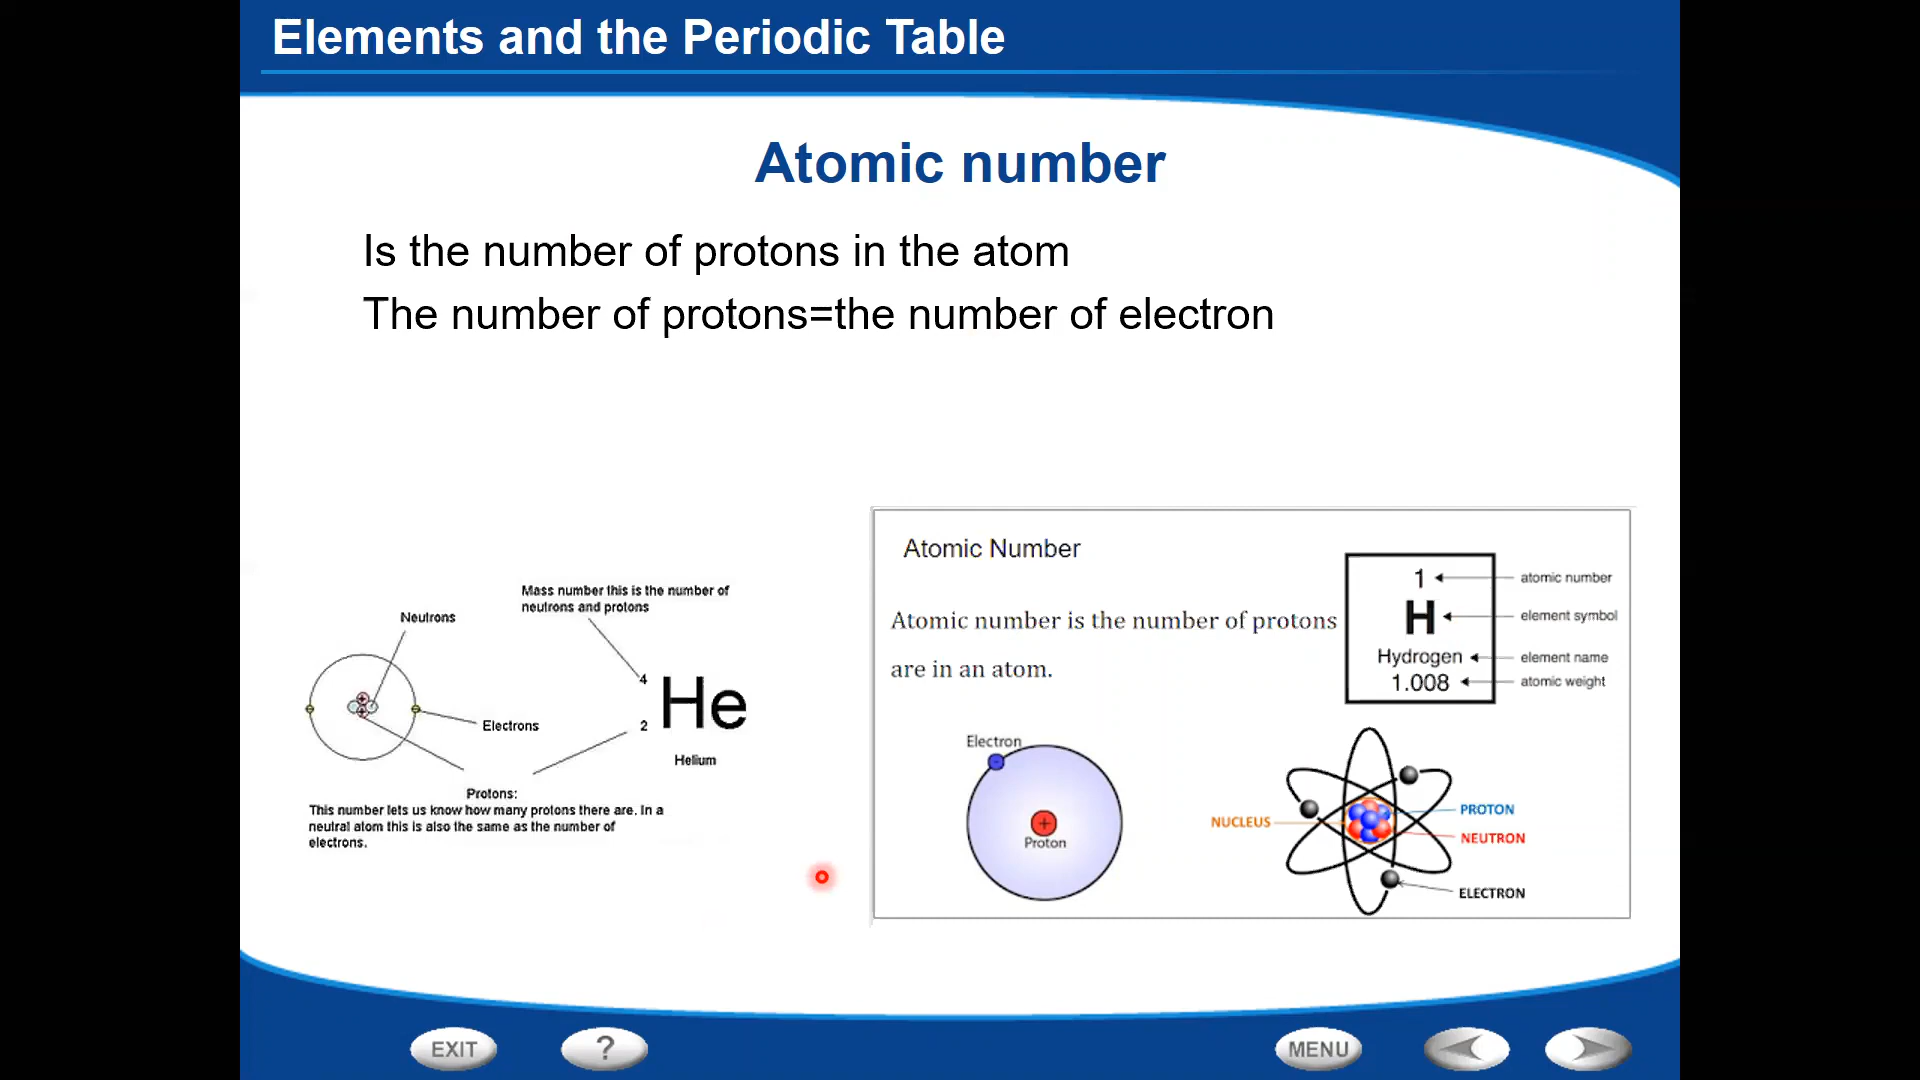 Elements and the Periodic Table
Atomic number
Is the number of protons in the atom
The number of protons=the number of electron
Mass number this is the number of
neutrons and protons
Neutrons
4
He
2
Electrons
Helium
Protons:
This number lets us know how many protons there are. In a
neutral atom this is also the same as the number of
electrons.
Atomic Number
Atomic number is the number of protons
are in an atom.
1
atomic number
H
element symbol
Hydrogen
element name
1.008
atomic weight
Electron
-
+
Proton
NUCLEUS
PROTON
NEUTRON
ELECTRON
EXIT
?
MENU